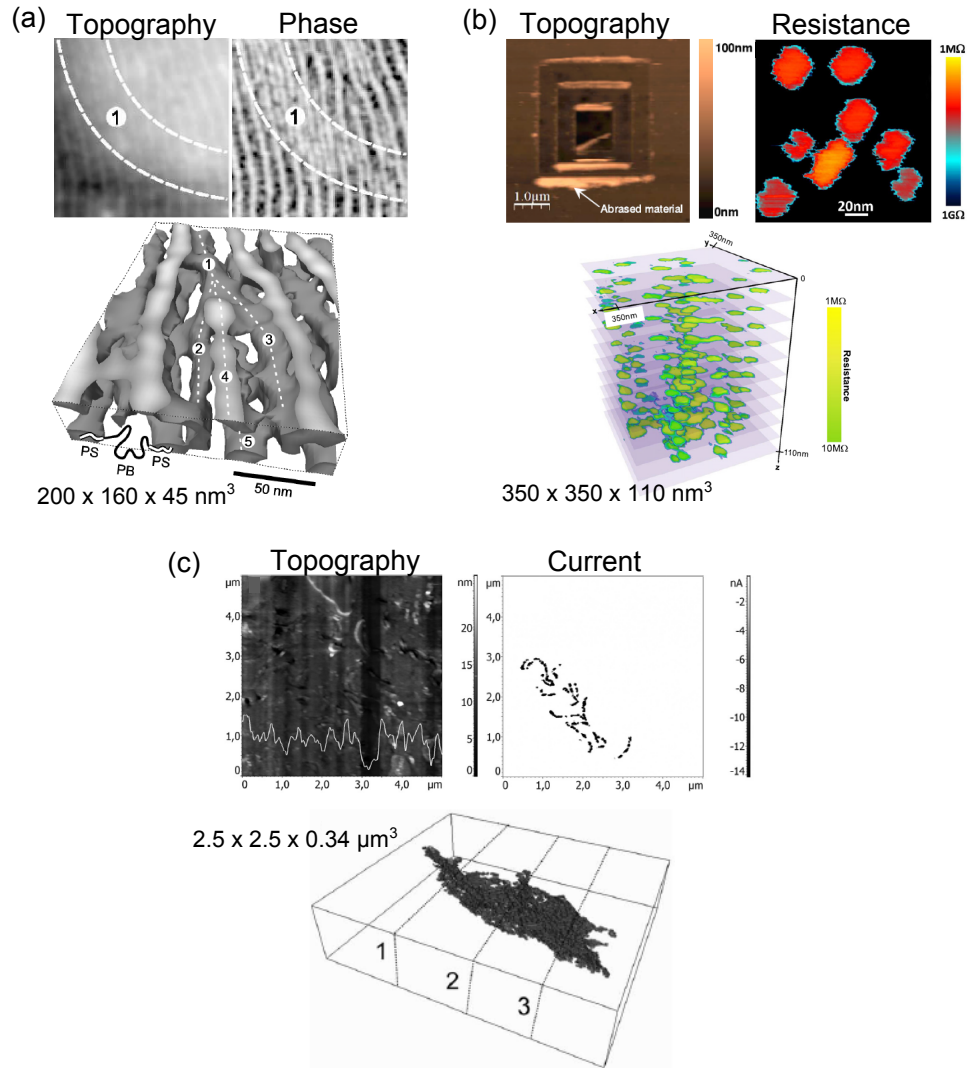 (a)
Topography
Phase
1
1
1
2
3
4
5
PS
PB
PS
50 nm
200 x 160 x 45 nm³
(b)
Topography
Resistance
100nm
0nm
1.0μm
Abrased material
1MΩ
1GΩ
20nm
350nm
y
0
x
350nm
1MΩ
Resistance
10MΩ
110nm
z
350 x 350 x 110 nm³
(c)
Topography
Current
μm
4,0
3,0
2,0
1,0
0
0 1,0 2,0 3,0 4,0 μm
nm
20
15
10
5
0
μm
4,0
3,0
2,0
1,0
0
0 1,0 2,0 3,0 4,0 μm
nA
-2
-4
-6
-8
-10
-12
-14
2.5 x 2.5 x 0.34 μm³
1
2
3